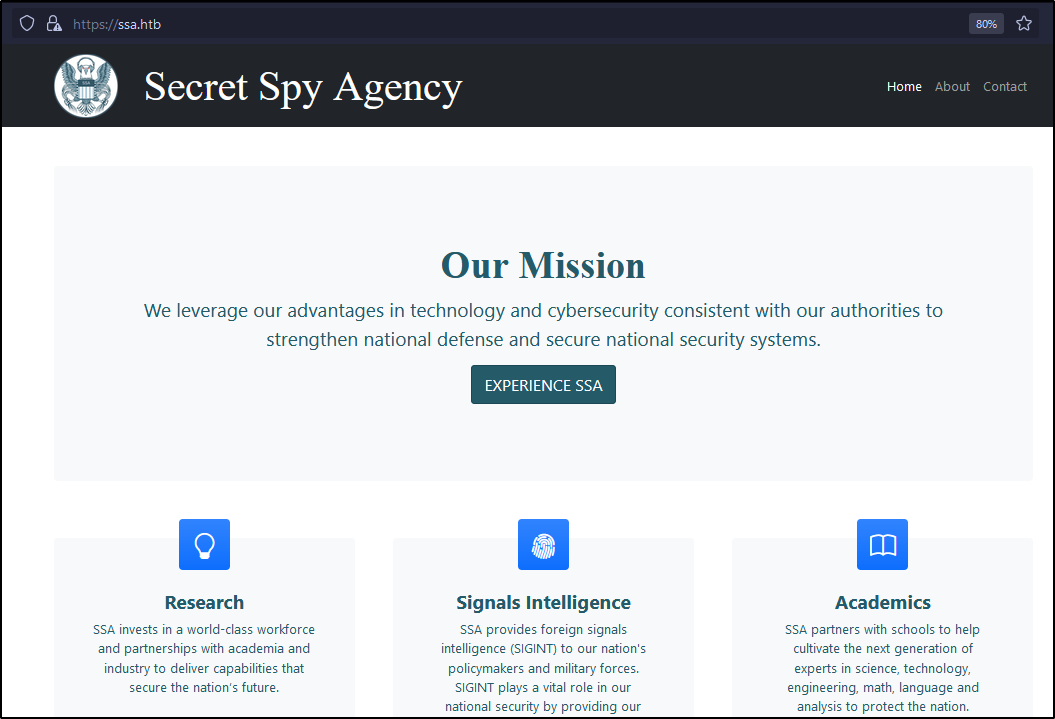 https://ssa.htb
80%
SSA
Secret Spy Agency
Home About Contact
Our Mission
We leverage our advantages in technology and cybersecurity consistent with our authorities to
strengthen national defense and secure national security systems.
EXPERIENCE SSA
Research
SSA invests in a world-class workforce
and partnerships with academia and
industry to deliver capabilities that
secure the nation's future.
Signals Intelligence
SSA provides foreign signals
intelligence (SIGINT) to our nation's
policymakers and military forces.
SIGINT plays a vital role in our
national security by providing our
Academics
SSA partners with schools to help
cultivate the next generation of
experts in science, technology,
engineering, math, language and
analysis to protect the nation.